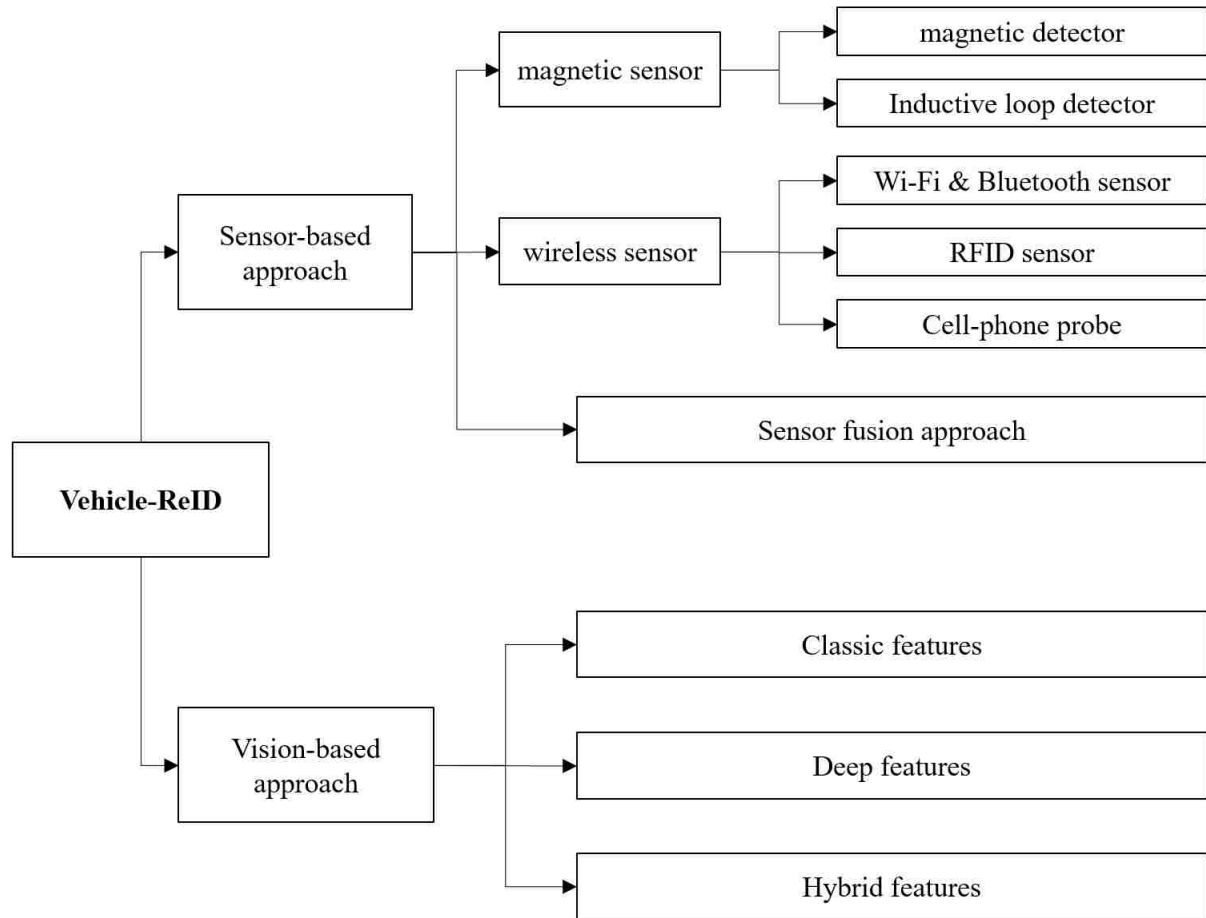 magnetic detector
magnetic sensor
Inductive loop detector
Wi-Fi & Bluetooth sensor
Sensor-based
approach
wireless sensor
RFID sensor
Cell-phone probe
Sensor fusion approach
Vehicle-ReID
Classic features
Vision-based
approach
Deep features
Hybrid features